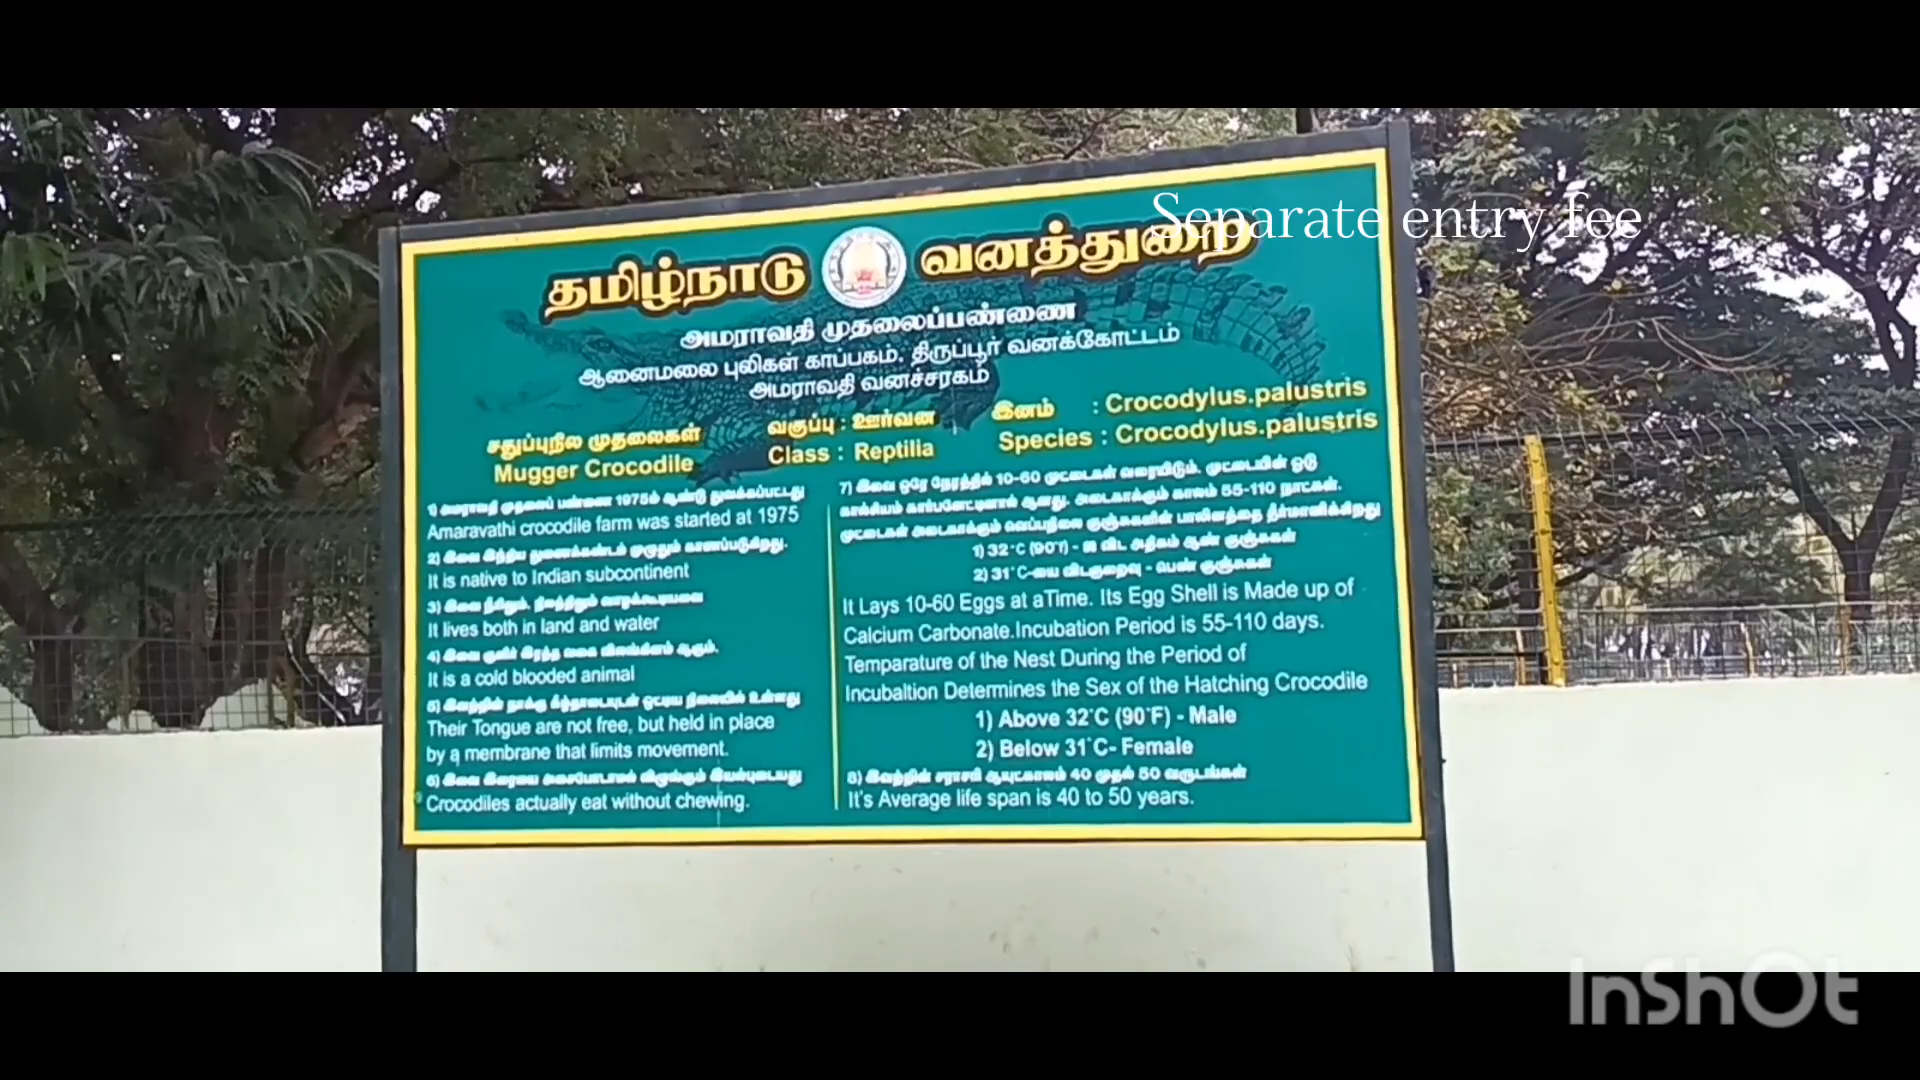 Separate entry fee
தமிழ்நாடு வனத்துறை
அமராவதி முதலைப்பண்ணை
ஆனைமலை புலிகள் காப்பகம், திருப்பூர் வனக்கோட்டம்
அமராவதி வனச்சரகம்
சதுப்புநில முதலைகள் வகுப்பு : ஊர்வன இனம் : Crocodylus.palustris
Mugger Crocodile Class : Reptilia Species : Crocodylus.palustris
1) அமராவதி முதலைப் பண்ணை 1975ம் ஆண்டு துவக்கப்பட்டது
Amaravathi crocodile farm was started at 1975
2) இவை இந்திய துணைக்கண்டம் முழுதும் காணப்படுகிறது.
It is native to Indian subcontinent
3) இவை நீரிலும், நிலத்திலும் வாழக்கூடியவை
It lives both in land and water
4) இவை குளிர் இரத்த வகை விலங்கினம் ஆகும்.
It is a cold blooded animal
5) இவற்றின் நாக்கு கீழ்தாடையுடன் ஒட்டிய நிலையில் உள்ளது
Their Tongue are not free, but held in place
by a membrane that limits movement.
6) இவை இரையை அசைபோடாமல் விழுங்கும் இயல்புடையது
Crocodiles actually eat without chewing.
7) இவை ஒரே நேரத்தில் 10-60 முட்டைகள் வரையிடும். முட்டையின் ஓடு
கால்சியம் கார்பனேட்டினால் ஆனது. அடைகாக்கும் காலம் 55-110 நாட்கள்.
முட்டைகள் அடைகாக்கும் வெப்பநிலை குஞ்சுகளின் பாலினத்தை தீர்மானிக்கிறது
1) 32°C (90°F) - ஐ விட அதிகம் ஆண் குஞ்சுகள்
2) 31°C-யை விடகுறைவு - பெண் குஞ்சுகள்
It Lays 10-60 Eggs at aTime. Its Egg Shell is Made up of
Calcium Carbonate.Incubation Period is 55-110 days.
Temparature of the Nest During the Period of
Incubaltion Determines the Sex of the Hatching Crocodile
1) Above 32°C (90°F) - Male
2) Below 31°C- Female
8) இவற்றின் சராசரி ஆயுட்காலம் 40 முதல் 50 வருடங்கள்
It's Average life span is 40 to 50 years.
InShOt